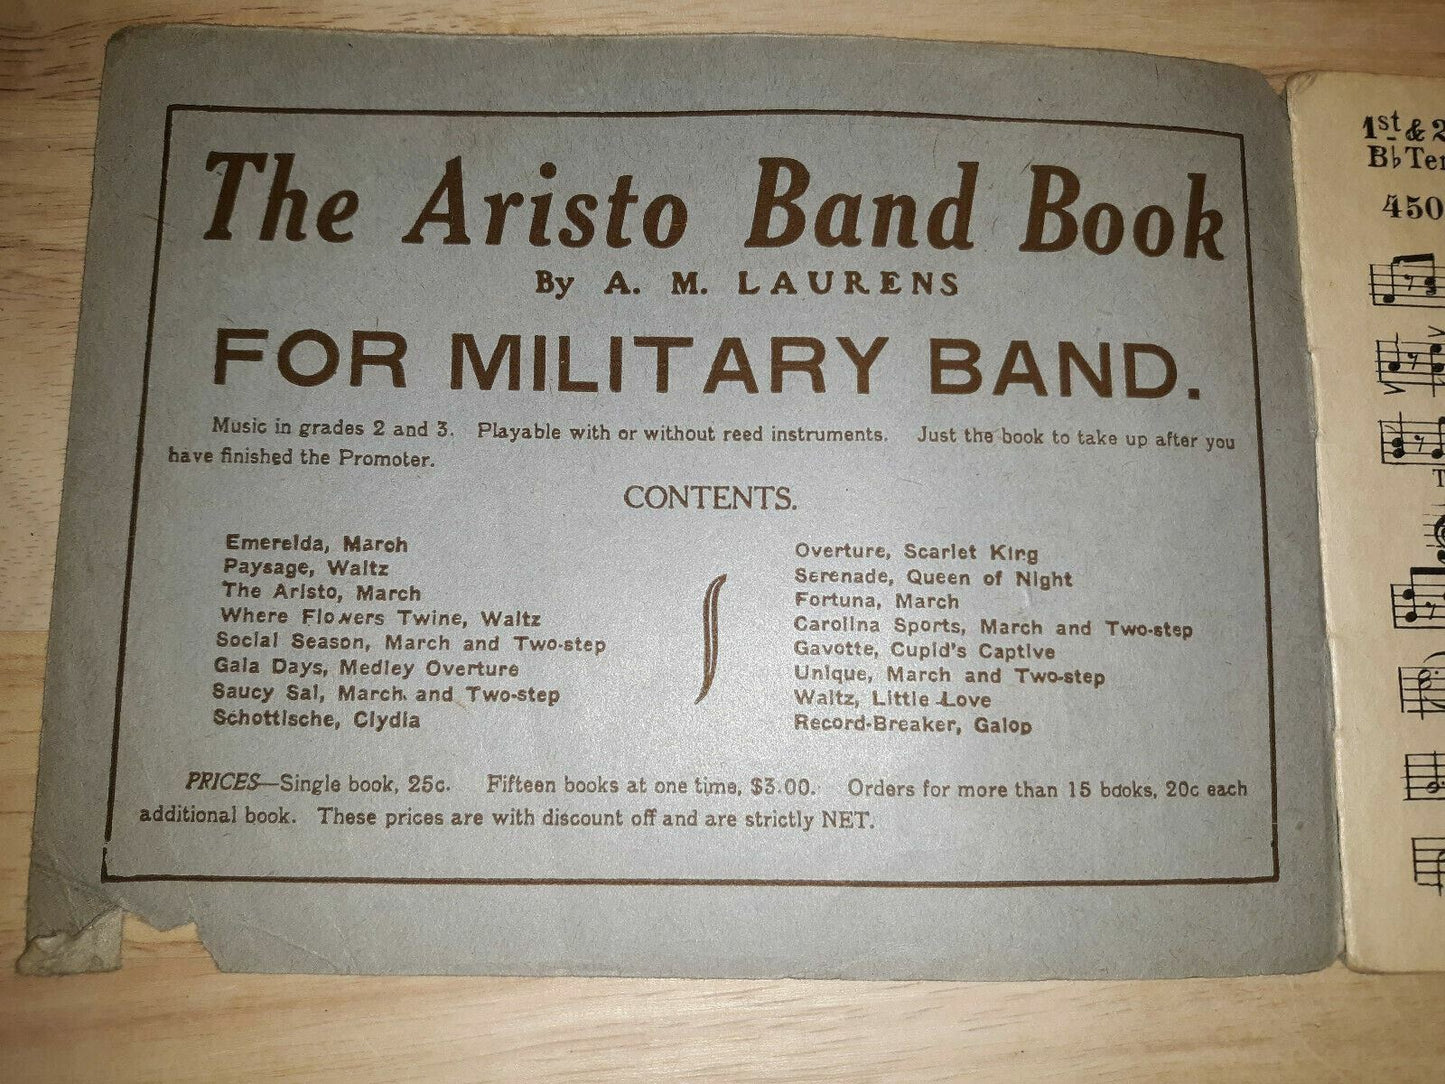 The Aristo Band Book
By A. M. LAURENS
FOR MILITARY BAND.
Music in grades 2 and 3. Playable with or without reed instruments. Just the book to take up after you
have finished the Promoter.
CONTENTS.
Emerelda, March
Paysage, Waltz
The Aristo, March
Where Flowers Twine, Waltz
Social Season, March and Two-step
Gala Days, Medley Overture
Saucy Sal, March and Two-step
Schottische, Clydia
Overture, Scarlet King
Serenade, Queen of Night
Fortuna, March
Carolina Sports, March and Two-step
Gavotte, Cupid's Captive
Unique, March and Two-step
Waltz, Little Love
Record-Breaker, Galop
PRICES—Single book, 25c. Fifteen books at one time, $3.00. Orders for more than 15 books, 20c each
additional book. These prices are with discount off and are strictly NET.
1st & 2
B♭ Ten
450
T